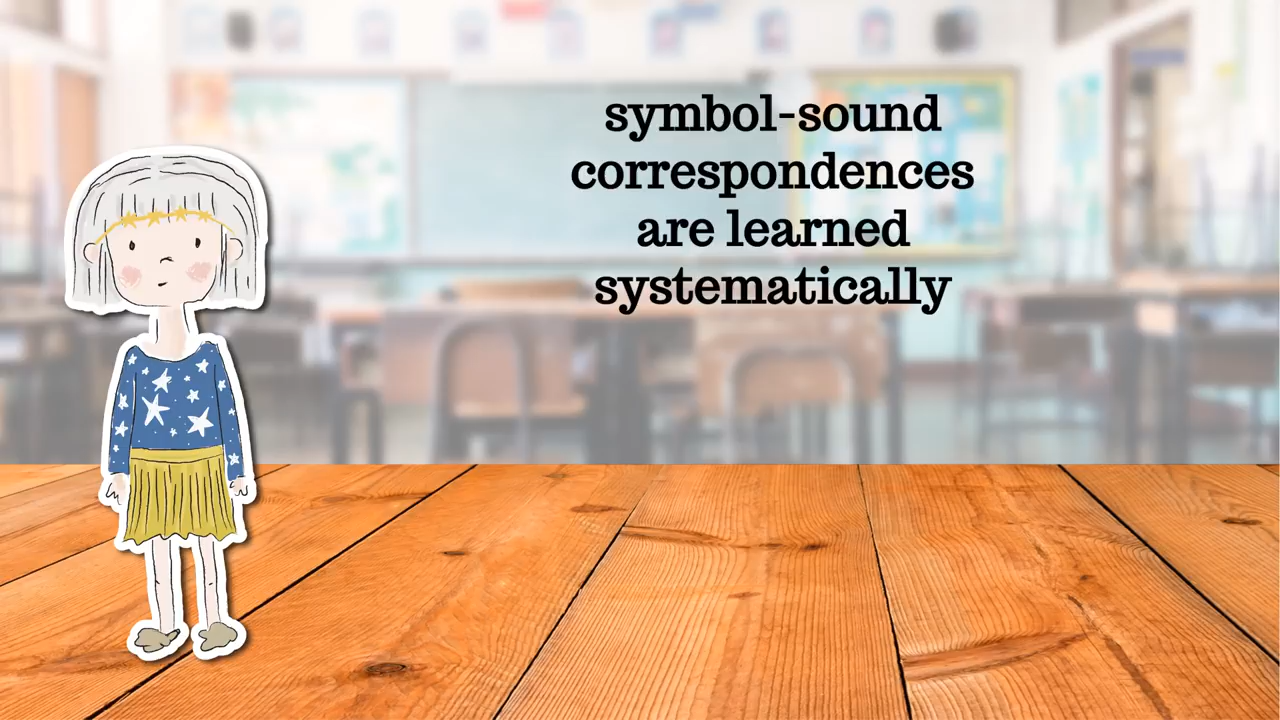 symbol-sound
correspondences
are learned
systematically